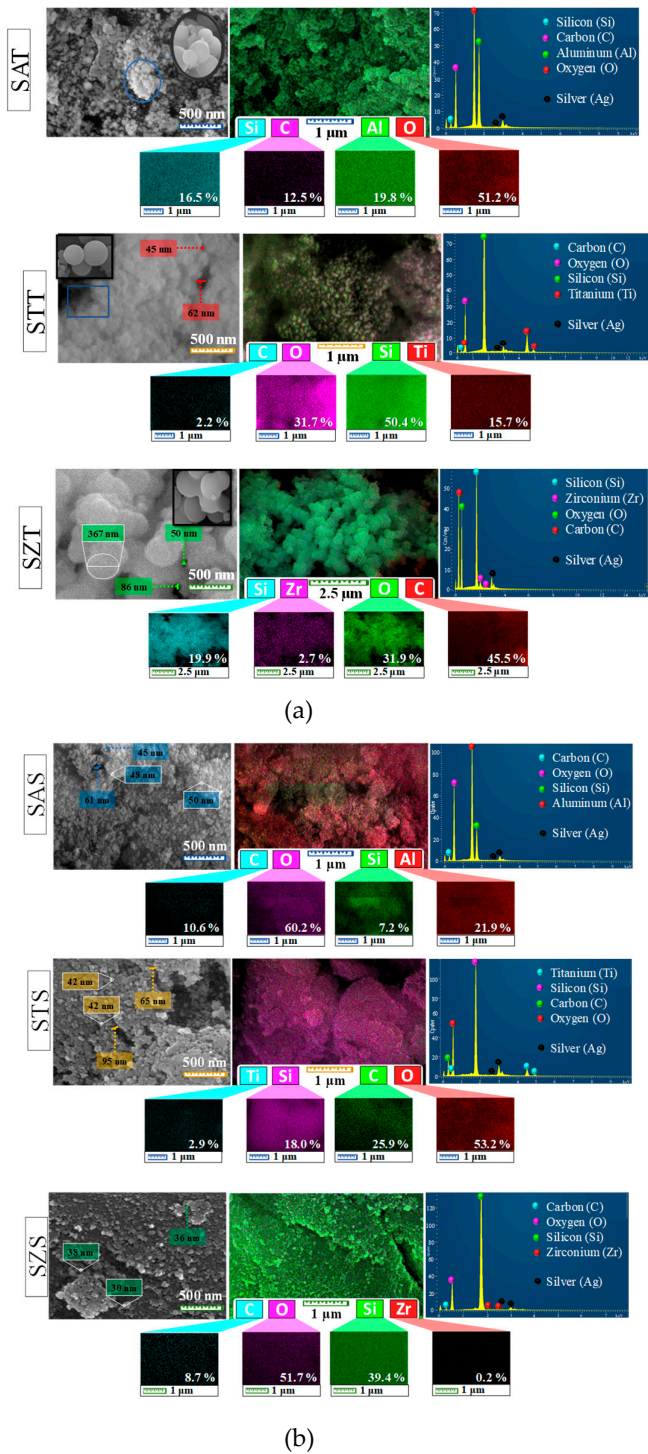 SAT
500 nm
Si C 1 µm Al O
Silicon (Si)
Carbon (C)
Aluminum (Al)
Oxygen (O)
Silver (Ag)
16.5 % 12.5 % 19.8 % 51.2 %
1 µm 1 µm 1 µm 1 µm
STT
45 nm
62 nm
500 nm
C O 1 µm Si Ti
Carbon (C)
Oxygen (O)
Silicon (Si)
Titanium (Ti)
Silver (Ag)
2.2 % 31.7 % 50.4 % 15.7 %
1 µm 1 µm 1 µm 1 µm
SZT
367 nm
50 nm
86 nm
500 nm
Si Zr 2.5 µm O C
Silicon (Si)
Zirconium (Zr)
Oxygen (O)
Carbon (C)
Silver (Ag)
19.9 % 2.7 % 31.9 % 45.5 %
2.5 µm 2.5 µm 2.5 µm 2.5 µm
(a)
SAS
45 nm
48 nm
61 nm
50 nm
500 nm
C O 1 µm Si Al
Carbon (C)
Oxygen (O)
Silicon (Si)
Aluminum (Al)
Silver (Ag)
10.6 % 60.2 % 7.2 % 21.9 %
1 µm 1 µm 1 µm 1 µm
STS
42 nm
42 nm
65 nm
95 nm
500 nm
Ti Si 1 µm C O
Titanium (Ti)
Silicon (Si)
Carbon (C)
Oxygen (O)
Silver (Ag)
2.9 % 18.0 % 25.9 % 53.2 %
1 µm 1 µm 1 µm 1 µm
SZS
36 nm
38 nm
30 nm
500 nm
C O 1 µm Si Zr
Carbon (C)
Oxygen (O)
Silicon (Si)
Zirconium (Zr)
Silver (Ag)
8.7 % 51.7 % 39.4 % 0.2 %
1 µm 1 µm 1 µm 1 µm
(b)